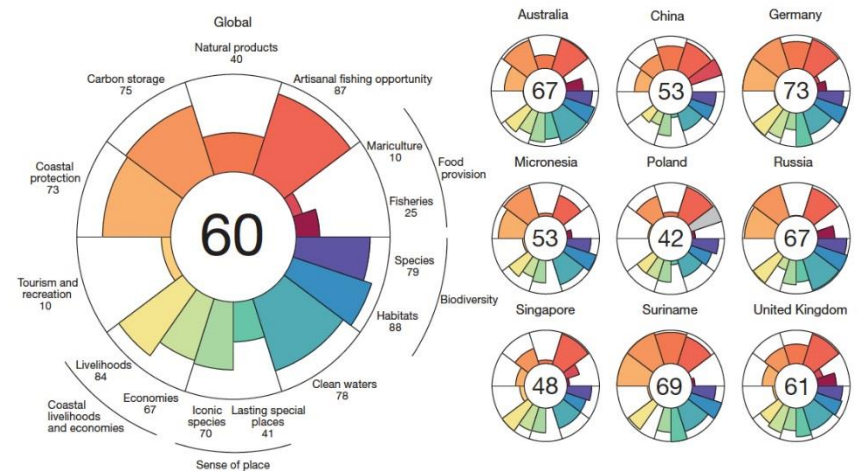 Global
Natural products
40
Carbon storage
75
Artisanal fishing opportunity
87
Mariculture
10
Food
provision
Coastal
protection
73
Fisheries
25
60
Species
79
Tourism and
recreation
10
Biodiversity
Habitats
88
Livelihoods
84
Clean waters
78
Economies
67
Coastal
livelihoods
and economies
Iconic
species
70
Lasting special
places
41
Sense of place
Australia
67
China
53
Germany
73
Micronesia
53
Poland
42
Russia
67
Singapore
48
Suriname
69
United Kingdom
61